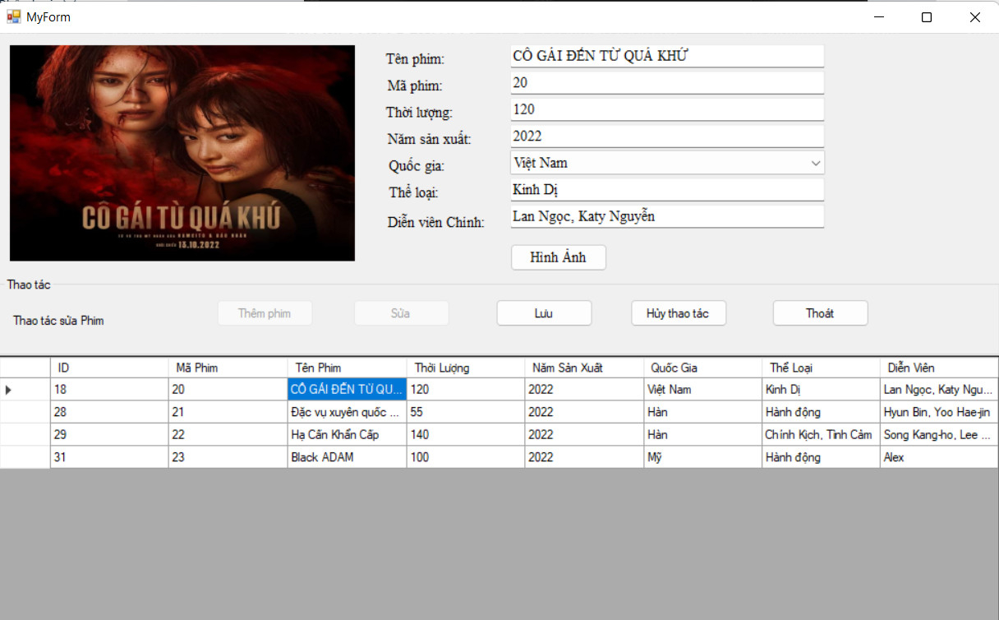 MyForm
CÔ GÁI TỪ QUÁ KHỨ
13.10.2022
Tên phim: CÔ GÁI ĐẾN TỪ QUÁ KHỨ
Mã phim: 20
Thời lượng: 120
Năm sản xuất: 2022
Quốc gia: Việt Nam
Thể loại: Kinh Dị
Diễn viên Chinh: Lan Ngọc, Katy Nguyễn
Hình Ảnh
Thao tác
Thao tác sửa Phim Thêm phim Sửa Lưu Hủy thao tác Thoát
ID Mã Phim Tên Phim Thời Lượng Năm Sản Xuất Quốc Gia Thể Loại Diễn Viên
18 20 CÔ GÁI ĐẾN TỪ QU... 120 2022 Việt Nam Kinh Dị Lan Ngọc, Katy Ngu...
28 21 Đặc vụ xuyên quốc ... 55 2022 Hàn Hành động Hyun Bin, Yoo Hae-jin
29 22 Hạ Cấn Khẩn Cấp 140 2022 Hàn Chính Kịch, Tình Cảm Song Kang-ho, Lee ...
31 23 Black ADAM 100 2022 Mỹ Hành động Alex